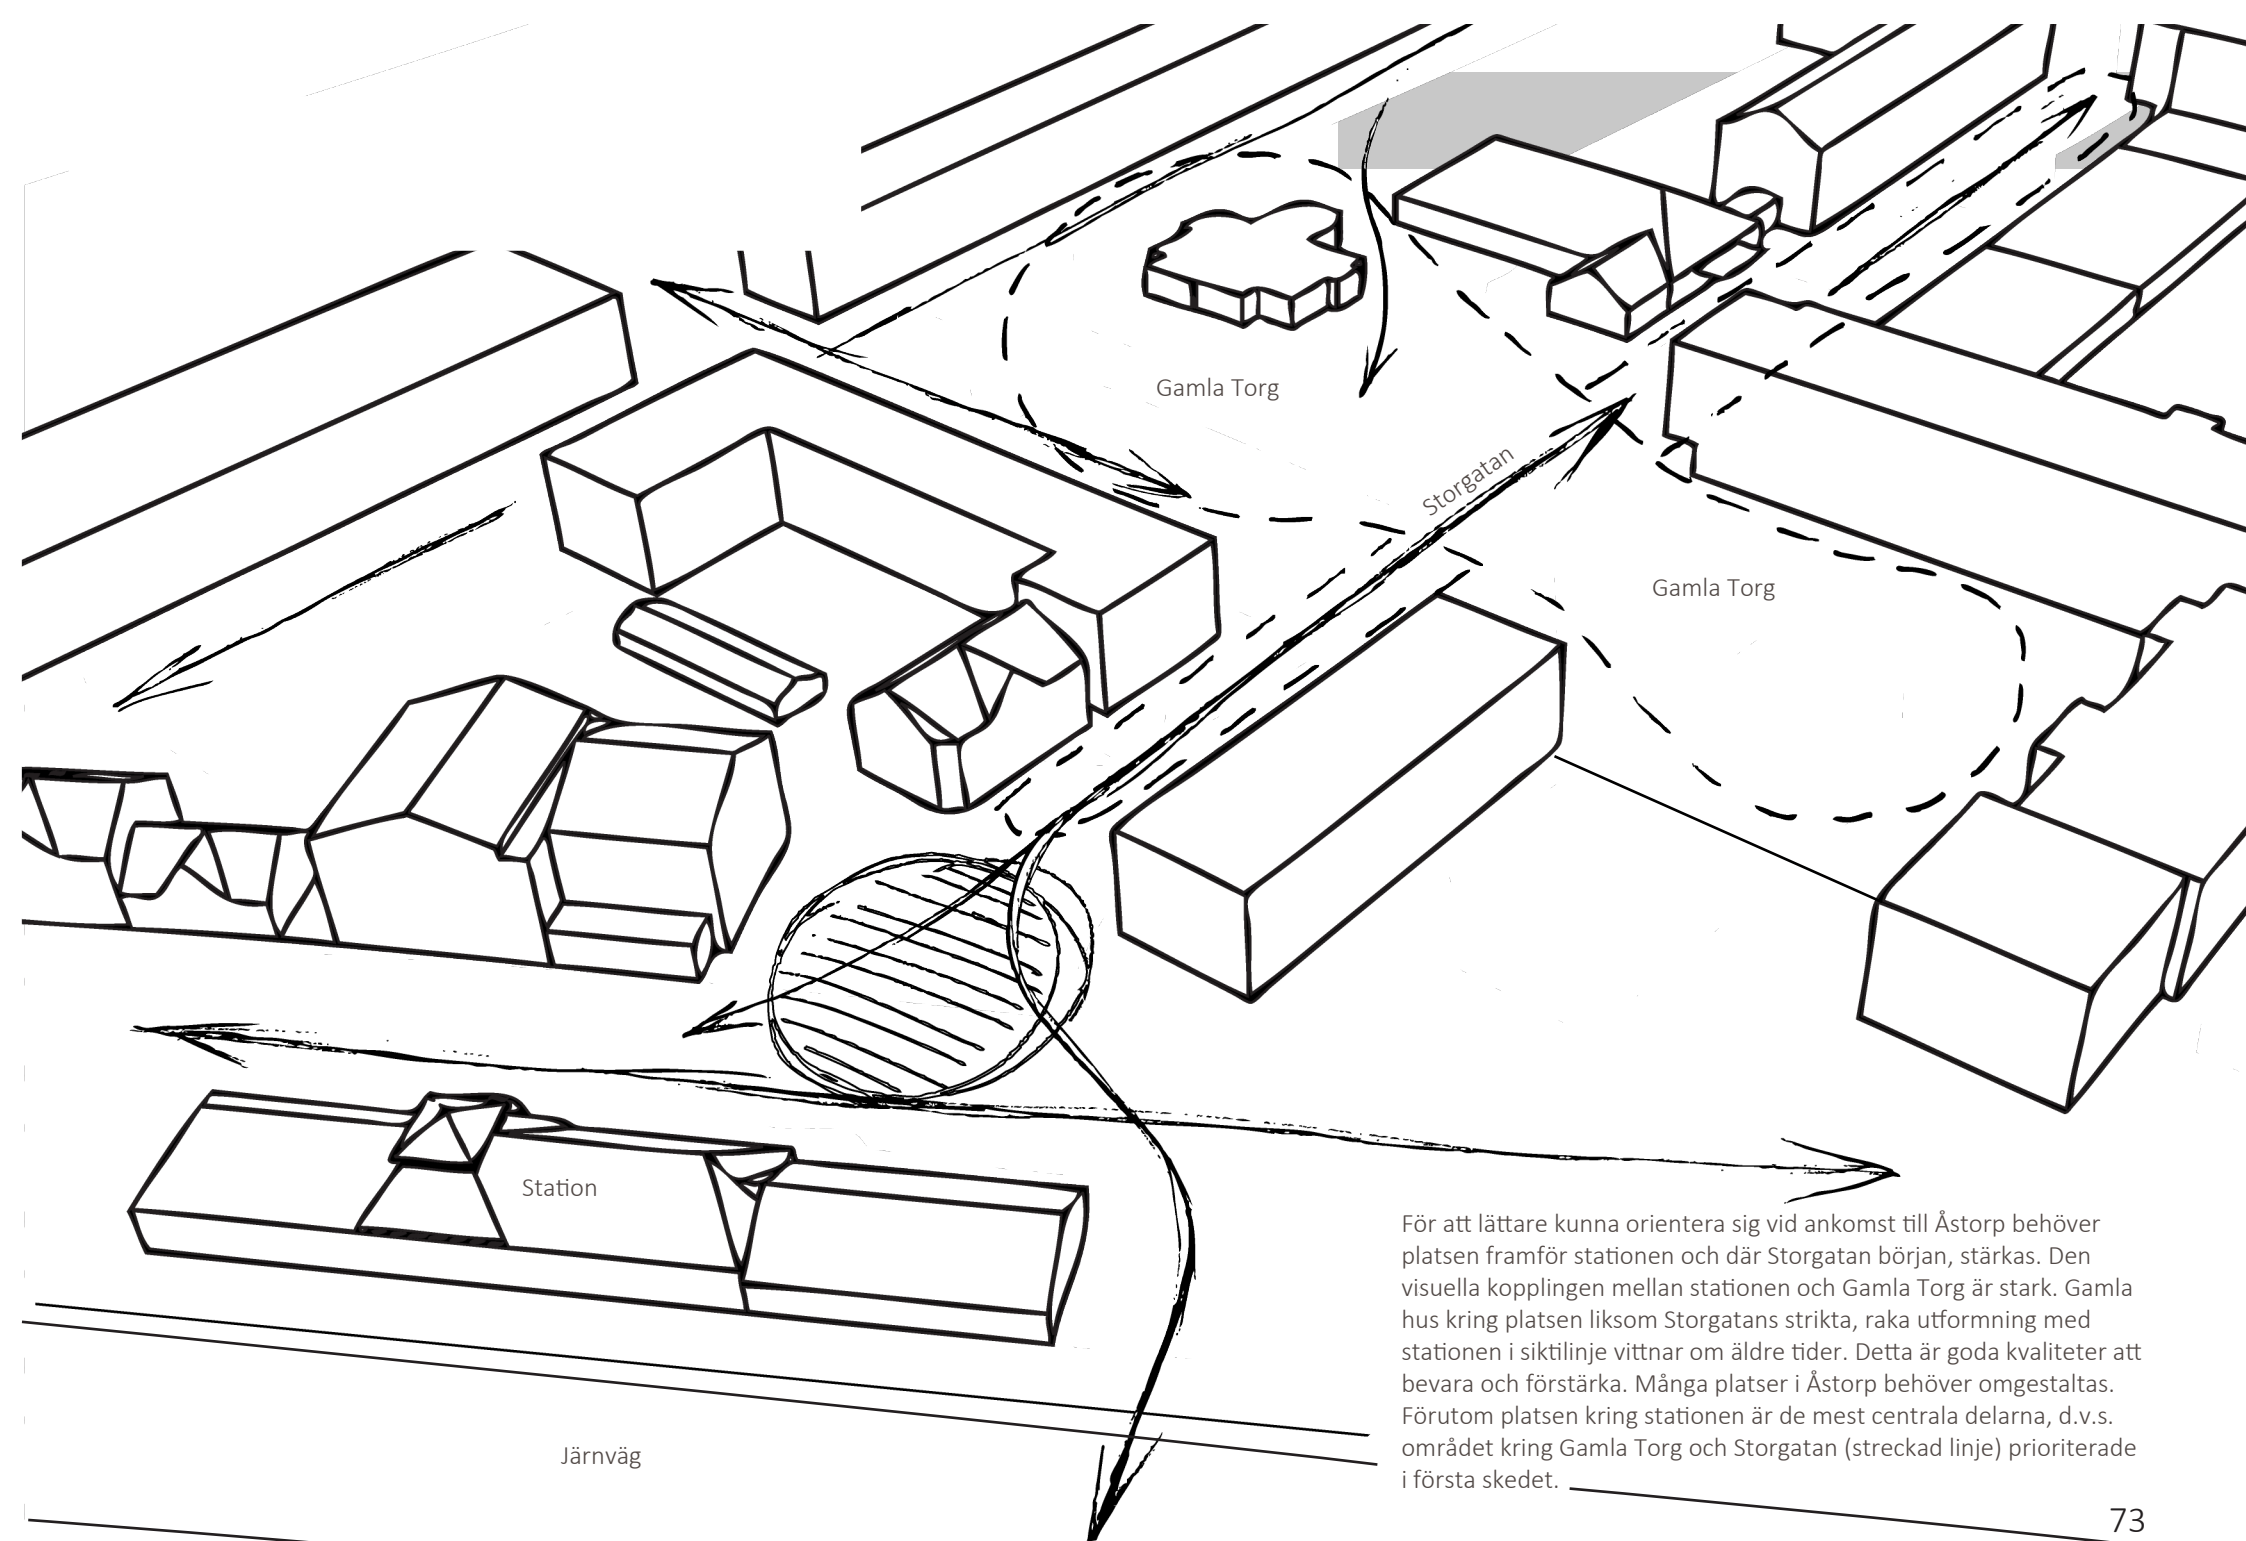 Gamla Torg
Storgatan
Gamla Torg
Station
För att lättare kunna orientera sig vid ankomst till Åstorp behöver
platsen framför stationen och där Storgatan början, stärkas. Den
visuella kopplingen mellan stationen och Gamla Torg är stark. Gamla
hus kring platsen liksom Storgatans strikta, raka utformning med
stationen i siktilinje vittnar om äldre tider. Detta är goda kvaliteter att
bevara och förstärka. Många platser i Åstorp behöver omgestaltas.
Förutom platsen kring stationen är de mest centrala delarna, d.v.s.
området kring Gamla Torg och Storgatan (streckad linje) prioriterade
i första skedet.
Järnväg
73